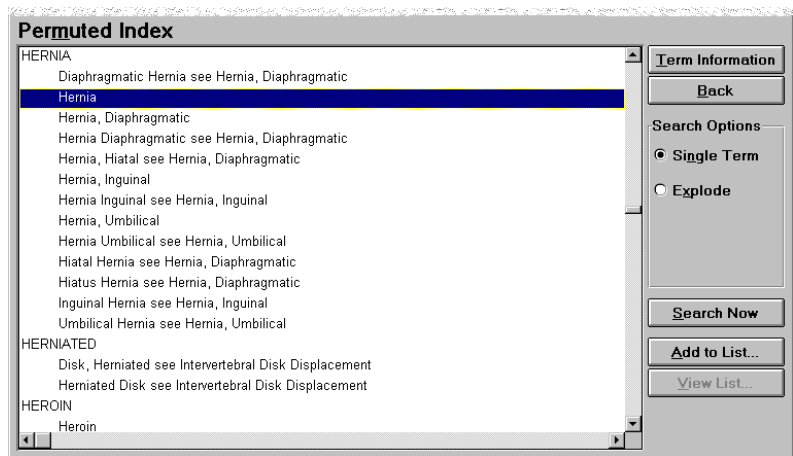 Permuted Index
HERNIA
Diaphragmatic Hernia see Hernia, Diaphragmatic
Hernia
Hernia, Diaphragmatic
Hernia Diaphragmatic see Hernia, Diaphragmatic
Hernia, Hiatal see Hernia, Diaphragmatic
Hernia, Inguinal
Hernia Inguinal see Hernia, Inguinal
Hernia, Umbilical
Hernia Umbilical see Hernia, Umbilical
Hiatal Hernia see Hernia, Diaphragmatic
Hiatus Hernia see Hernia, Diaphragmatic
Inguinal Hernia see Hernia, Inguinal
Umbilical Hernia see Hernia, Umbilical
HERNIATED
Disk, Herniated see Intervertebral Disk Displacement
Herniated Disk see Intervertebral Disk Displacement
HEROIN
Heroin
Term Information
Back
Search Options
Single Term
Explode
Search Now
Add to List...
View List...